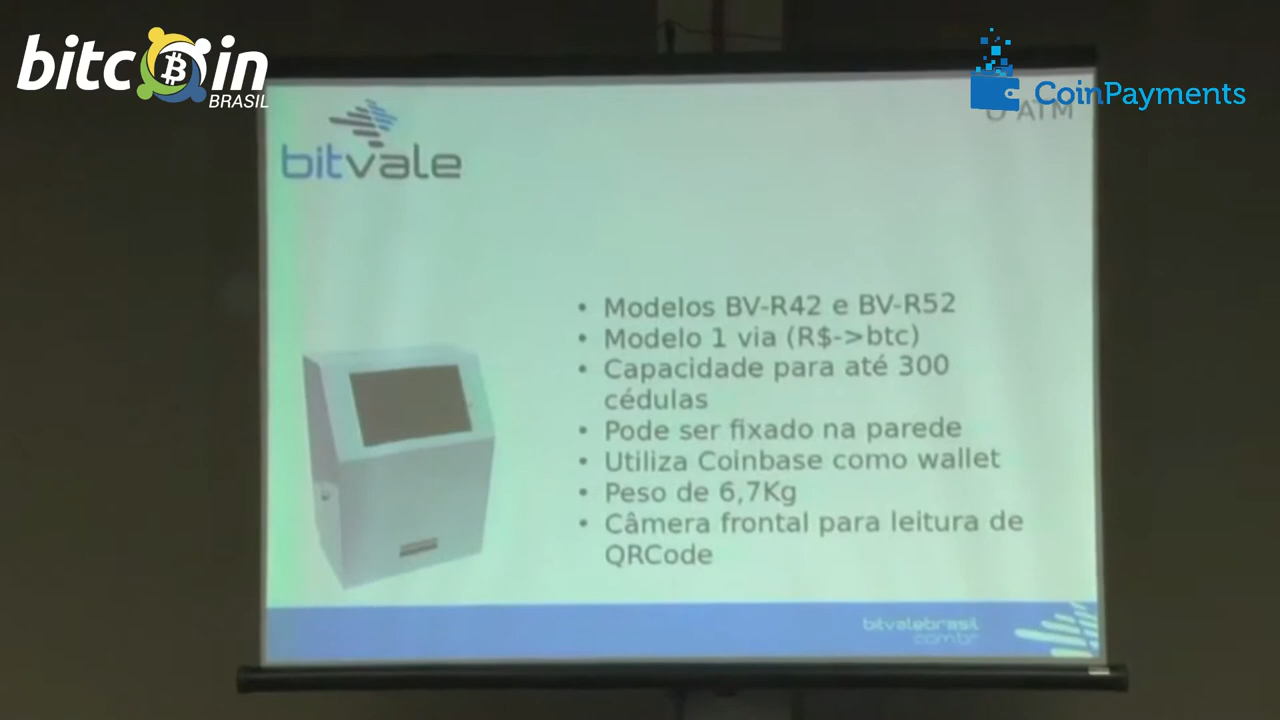 bitcoin
BRASIL
CoinPayments
O ATM
bitvale
• Modelos BV-R42 e BV-R52
• Modelo 1 via (R$->btc)
• Capacidade para até 300
cédulas
• Pode ser fixado na parede
• Utiliza Coinbase como wallet
• Peso de 6,7Kg
• Câmera frontal para leitura de
QRCode
bitvalebrasil
com.br